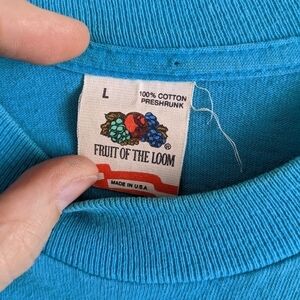 L
100% COTTON
PRESHRUNK
FRUIT OF THE LOOM®
MADE IN U.S.A.